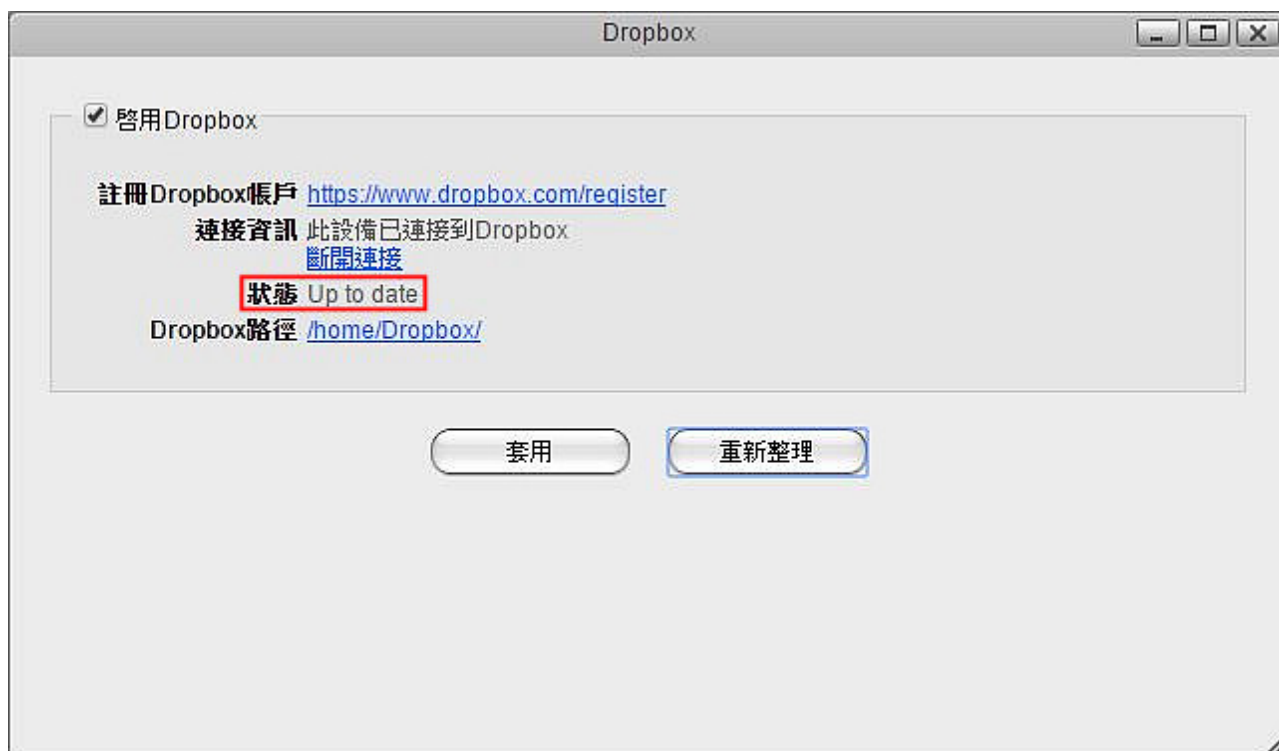 Dropbox
啓用Dropbox
註冊Dropbox帳戶 https://www.dropbox.com/register
連接資訊 此設備已連接到Dropbox
斷開連接
狀態 Up to date
Dropbox路徑 /home/Dropbox/
套用 重新整理